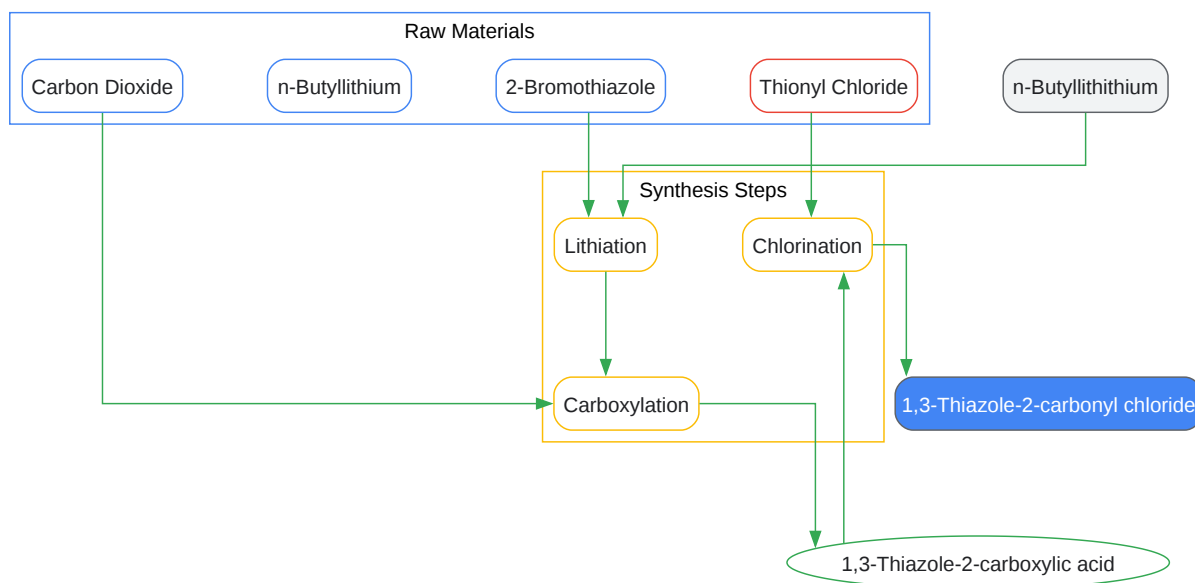 Raw Materials
Carbon Dioxide
n-Butyllithium
2-Bromothiazole
Thionyl Chloride
n-Butyllithithium
Synthesis Steps
Lithiation
Chlorination
Carboxylation
1,3-Thiazole-2-carbonyl chloride
1,3-Thiazole-2-carboxylic acid